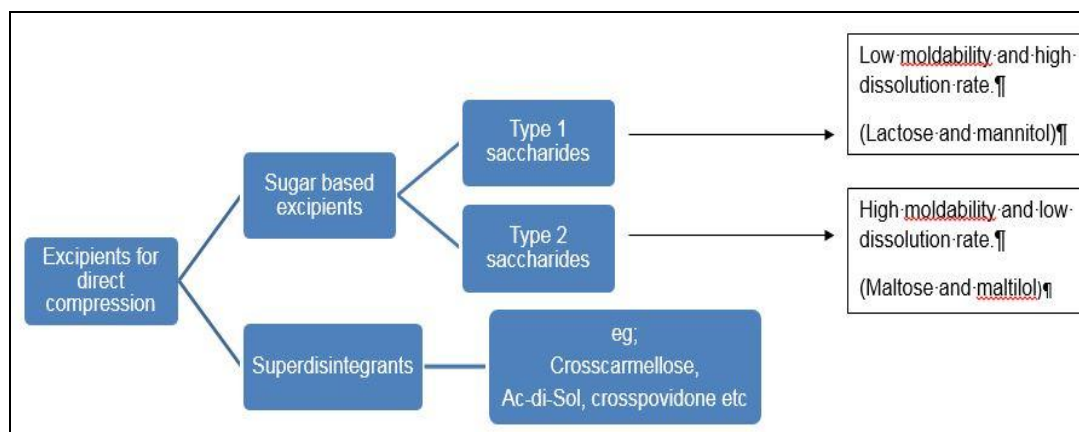 Excipients for
direct
compression
Sugar based
excipients
Superdisintegrants
Type 1
saccharides
Type 2
saccharides
eg;
Crosscarmellose,
Ac-di-Sol, crosspovidone etc
Low·moldability·and·high·
dissolution·rate.¶
(Lactose·and·mannitol)¶
High·moldability·and·low·
dissolution·rate.¶
(Maltose·and·maltilol)¶